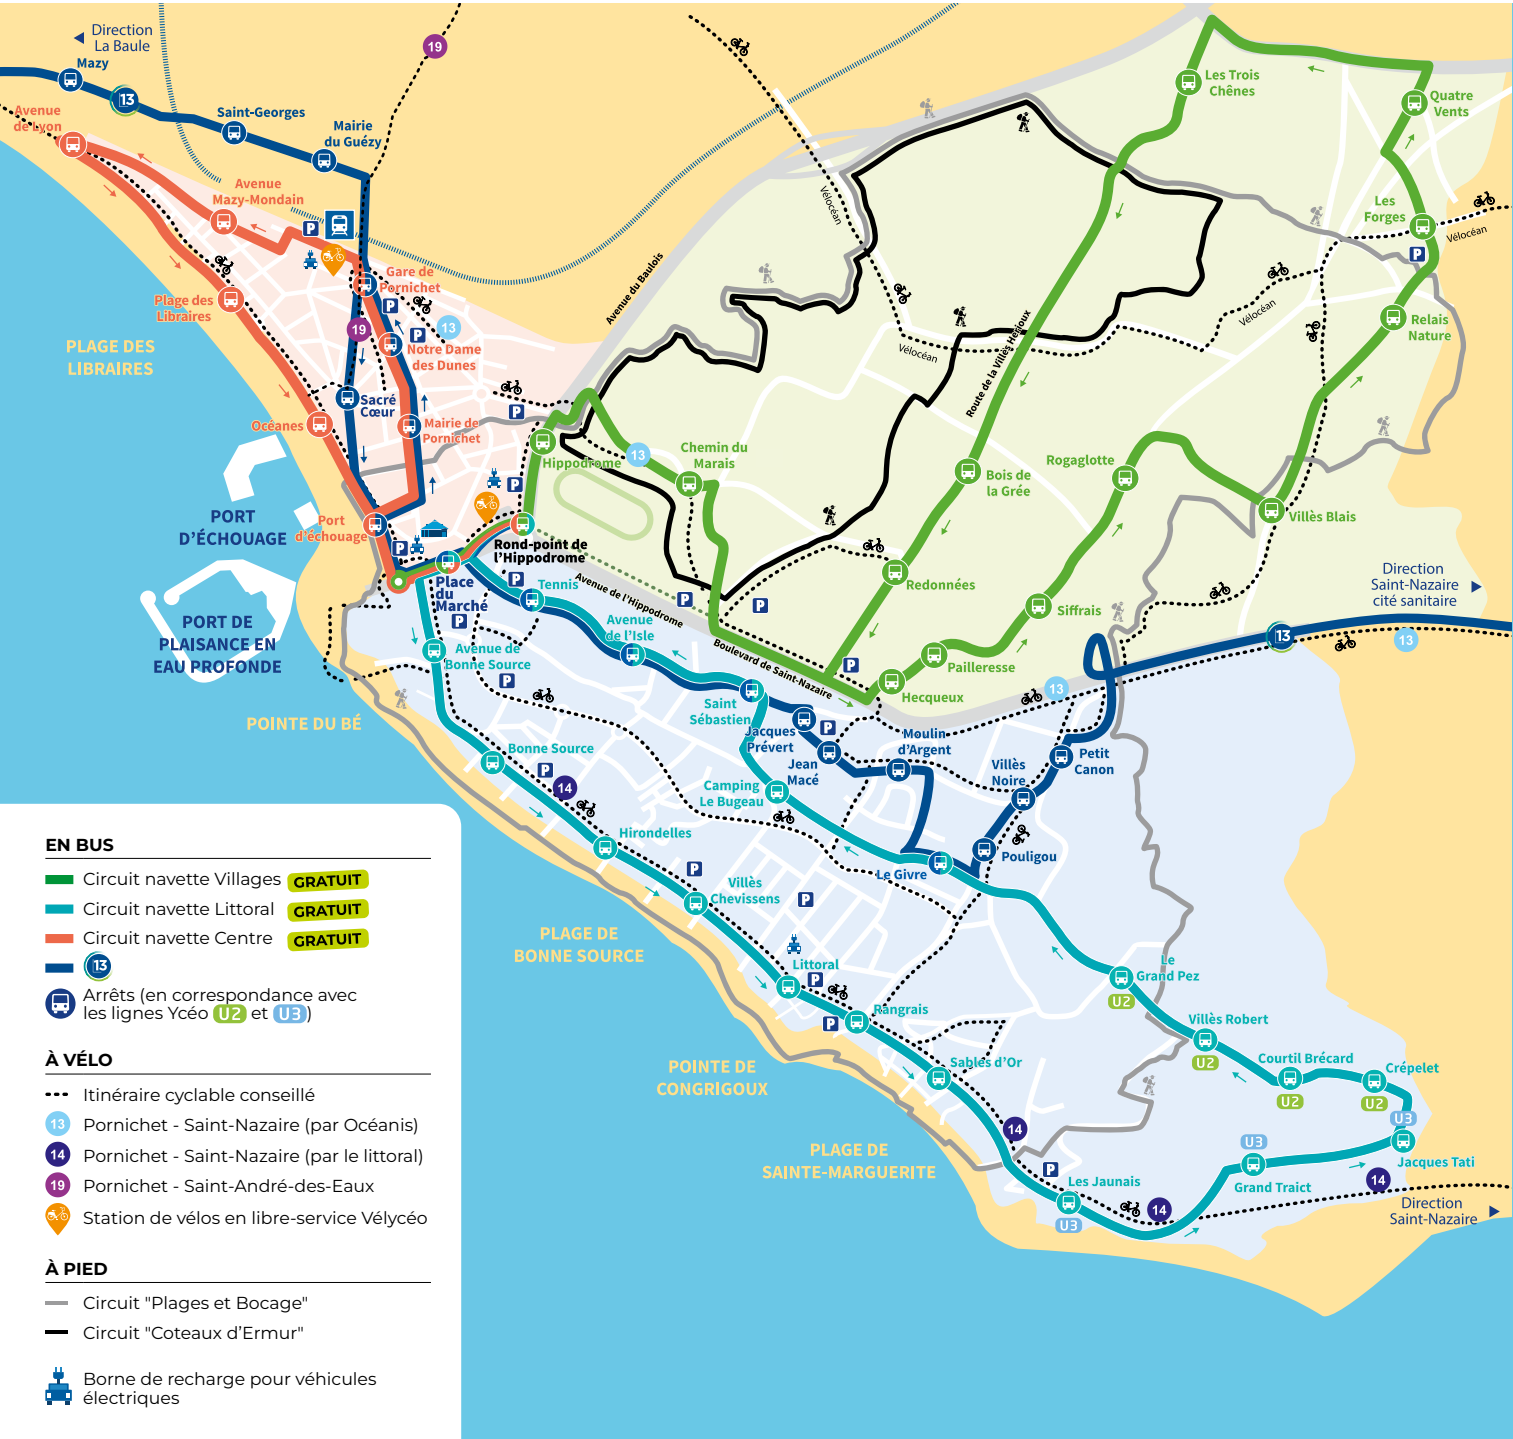 Direction
La Baule
Mazy
13
19
Saint-Georges
Mairie
du Guézy
Avenue
de Lyon
Avenue
Mazy-Mondain
P
Gare de
Pornichet
P
19
P
13
Notre Dame
des Dunes
Plage des
Libraires
PLAGE DES
LIBRAIRES
Sacré
Cœur
Océanes
Mairie de
Pornichet
P
Port
d'échouage
PORT
D'ÉCHOUAGE
P
P
PORT DE
PLAISANCE EN
EAU PROFONDE
POINTE DU BÉ
Place
du
Marché
P
Rond-point de
l'Hippodrome
Hippodrome
13
Chemin du
Marais
Avenue du Baulois
Vélocéan
Vélocéan
Vélocéan
Vélocéan
Route de la Villès Hérioux
Les Trois
Chênes
Quatre
Vents
Les
Forges
P
Relais
Nature
Villès Blais
Rogaglotte
Bois de
la Grée
Redonnées
Siffrais
Pailleresse
Hecqueux
P
P
P
Avenue de l'Hippodrome
Boulevard de Saint-Nazaire
P
Tennis
Avenue
de l'Isle
Avenue de
Bonne Source
P
Saint
Sébastien
Jacques
Prévert
P
Jean
Macé
Moulin
d'Argent
Villès
Noire
Petit
Canon
13
13
13
Direction
Saint-Nazaire
cité sanitaire
Pouligou
Le Givre
Camping
Le Bugeau
Bonne Source
P
14
Hirondelles
P
Villès
Chevissens
P
Littoral
P
P
Rangrais
Sables d'Or
PLAGE DE
BONNE SOURCE
POINTE DE
CONGRIGOUX
PLAGE DE
SAINTE-MARGUERITE
14
P
Les Jaunais
U3
14
Grand Traict
U3
Jacques Tati
U3
14
Crépelet
U2
Courtil Brécard
U2
Villès Robert
U2
Le
Grand Pez
U2
Direction
Saint-Nazaire
EN BUS
Circuit navette Villages GRATUIT
Circuit navette Littoral GRATUIT
Circuit navette Centre GRATUIT
13
Arrêts (en correspondance avec
les lignes Ycéo U2 et U3)
À VÉLO
Itinéraire cyclable conseillé
13 Pornichet - Saint-Nazaire (par Océanis)
14 Pornichet - Saint-Nazaire (par le littoral)
19 Pornichet - Saint-André-des-Eaux
Station de vélos en libre-service Vélycéo
À PIED
Circuit "Plages et Bocage"
Circuit "Coteaux d'Ermur"
Borne de recharge pour véhicules
électriques